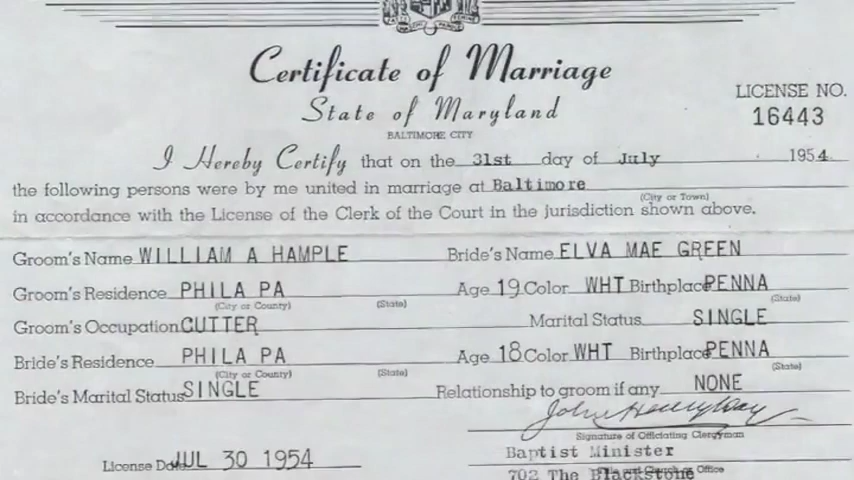 Certificate of Marriage
State of Maryland
BALTIMORE CITY
LICENSE NO.
16443
I Hereby Certify that on the 31st day of July 1954
the following persons were by me united in marriage at Baltimore
(City or Town)
in accordance with the License of the Clerk of the Court in the jurisdiction shown above.
Groom's Name WILLIAM A HAMPLE Bride's Name ELVA MAE GREEN
Groom's Residence PHILA PA Age 19 Color WHT Birthplace PENNA
(City or County) (State) (State)
Groom's Occupation CUTTER Marital Status SINGLE
Bride's Residence PHILA PA Age 18 Color WHT Birthplace PENNA
(City or County) (State) (State)
Bride's Marital Status SINGLE Relationship to groom if any NONE
John
Signature of Officiating Clergyman
License Date JUL 30 1954 Baptist Minister
702 The Blackstone
Church or Office